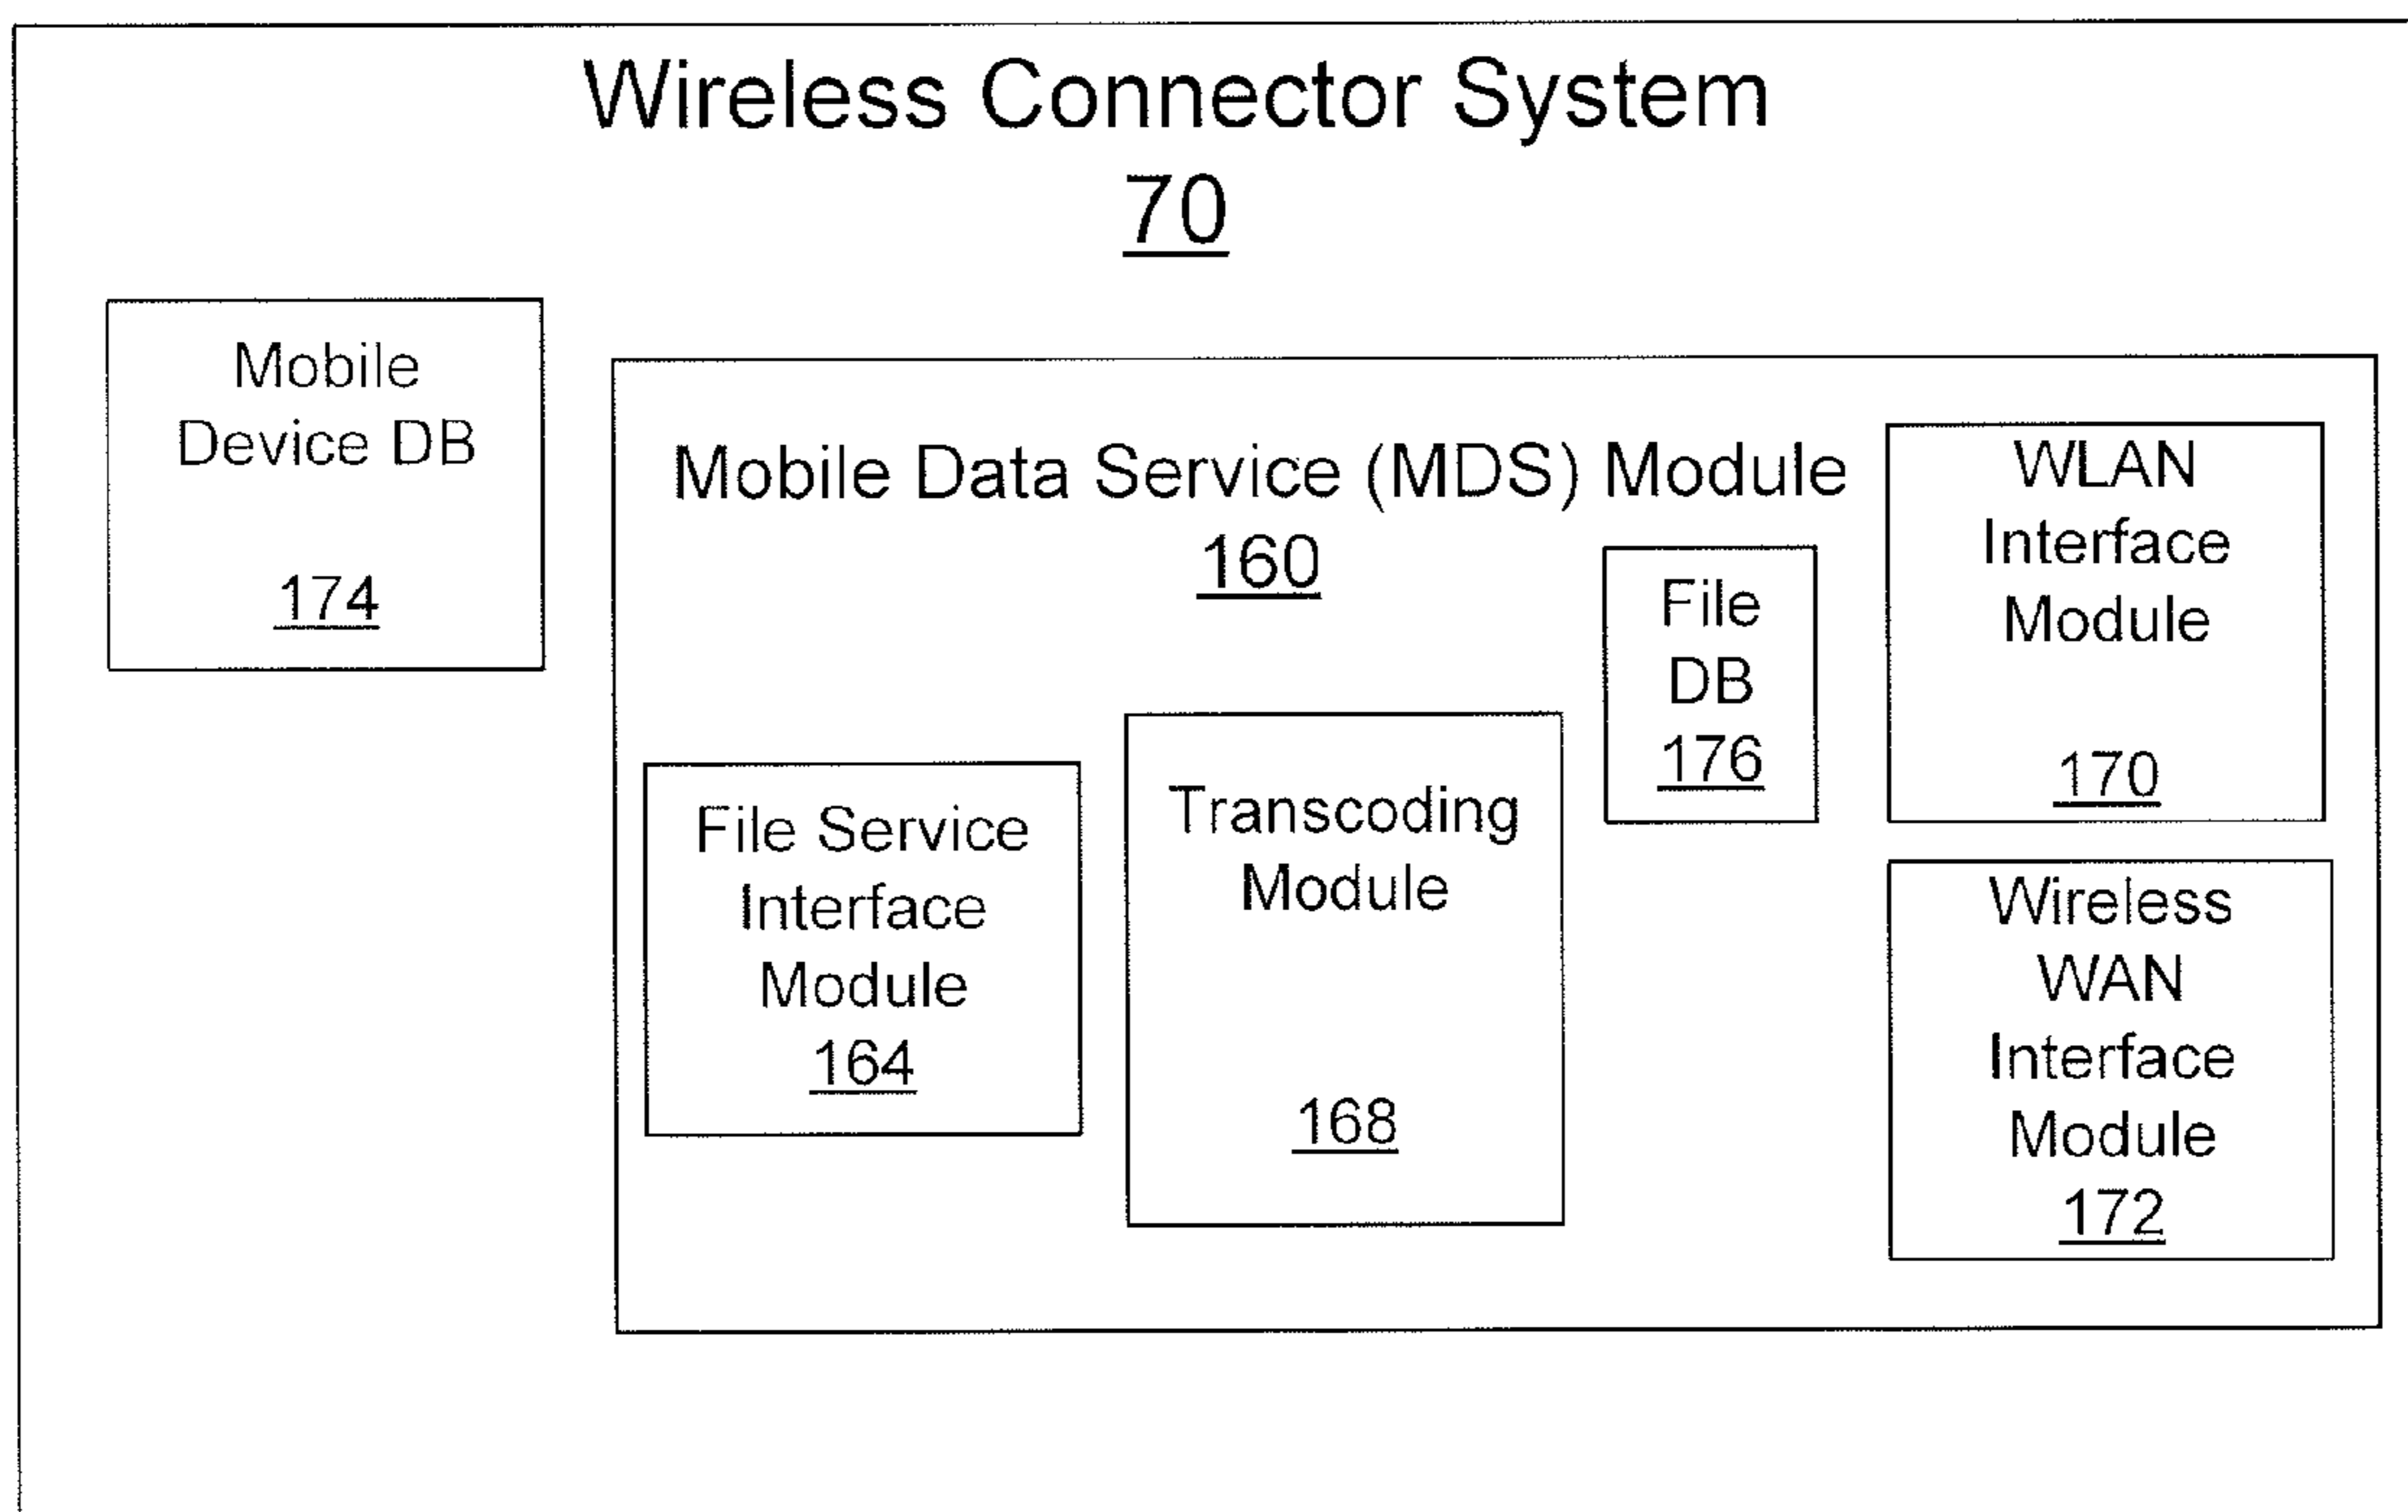 Wireless Connector System
70
Mobile
Device DB
174
Mobile Data Service (MDS) Module
160
File Service
Interface
Module
164
Transcoding
Module
168
File
DB
176
WLAN
Interface
Module
170
Wireless
WAN
Interface
Module
172